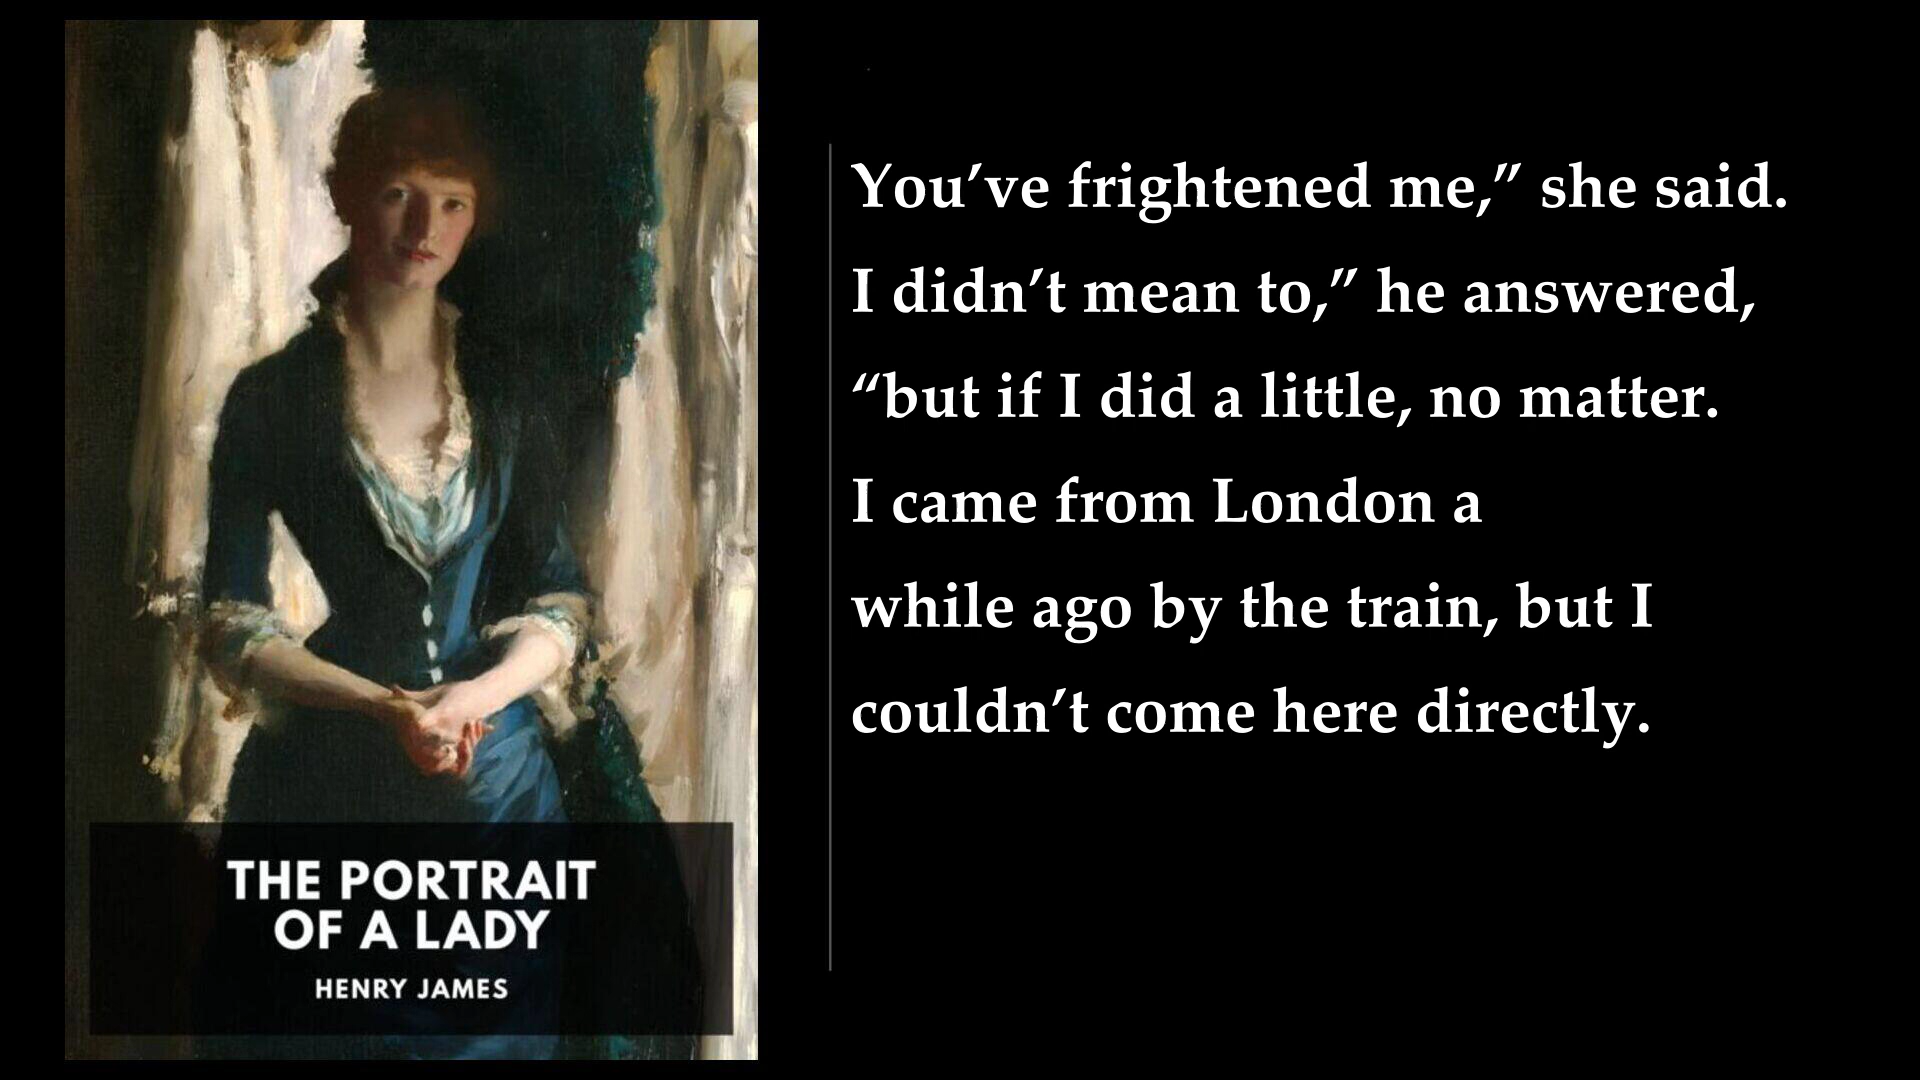 THE PORTRAIT
OF A LADY
HENRY JAMES
You’ve frightened me,” she said.
I didn’t mean to,” he answered,
“but if I did a little, no matter.
I came from London a
while ago by the train, but I
couldn’t come here directly.